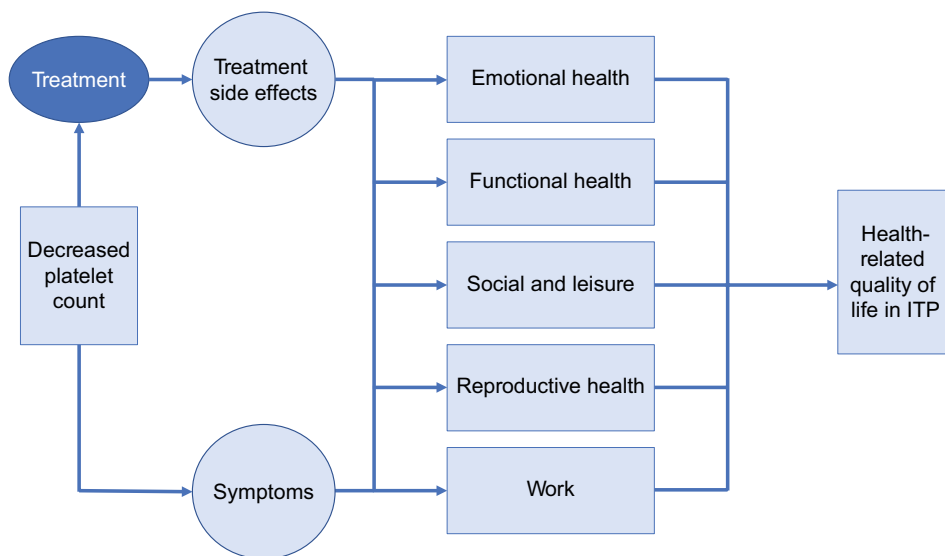 Treatment
Treatment
side effects
Emotional health
Functional health
Decreased
platelet
count
Social and leisure
Health-
related
quality of
life in ITP
Reproductive health
Symptoms
Work